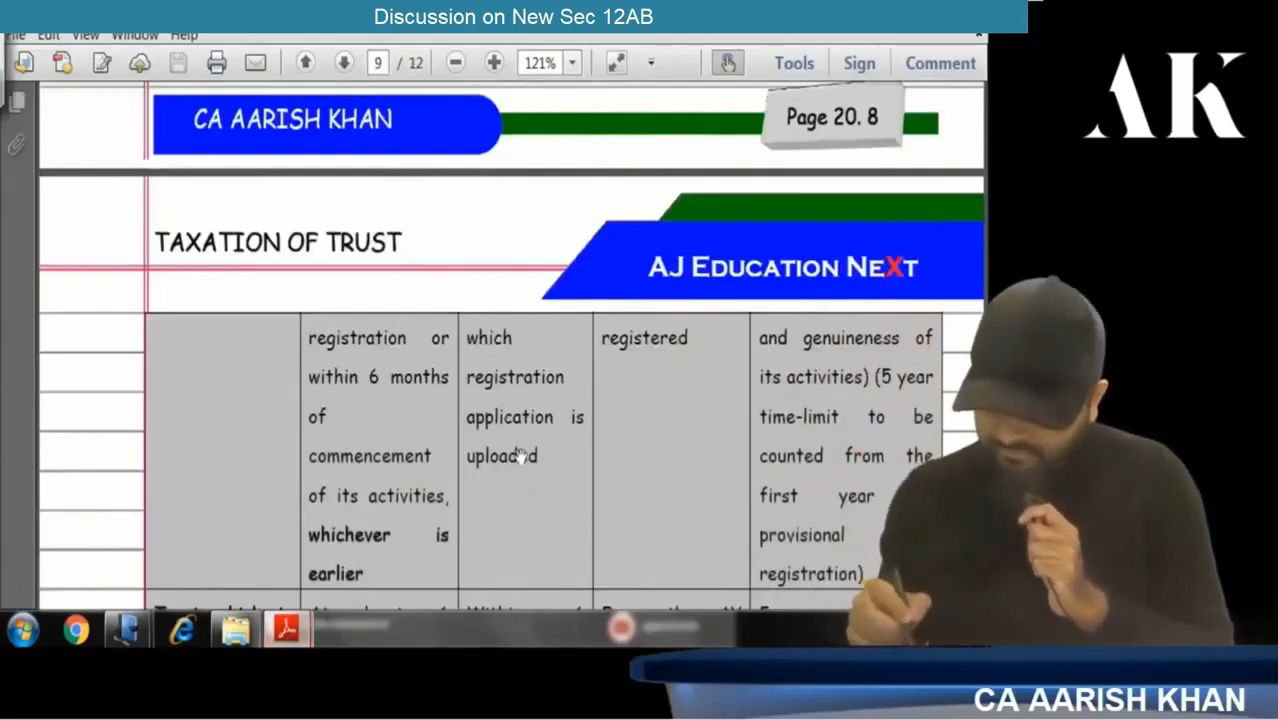 Discussion on New Sec 12AB
File Edit View Window Help
9 / 12 121% Tools Sign Comment
AK
CA AARISH KHAN
Page 20. 8
TAXATION OF TRUST
AJ EDUCATION NEXT
registration or
within 6 months
of
commencement
of its activities,
whichever is
earlier
which
registration
application is
uploaded
registered
and genuineness of
its activities) (5 year
time-limit to be
counted from the
first year
provisional
registration)
CA AARISH KHAN